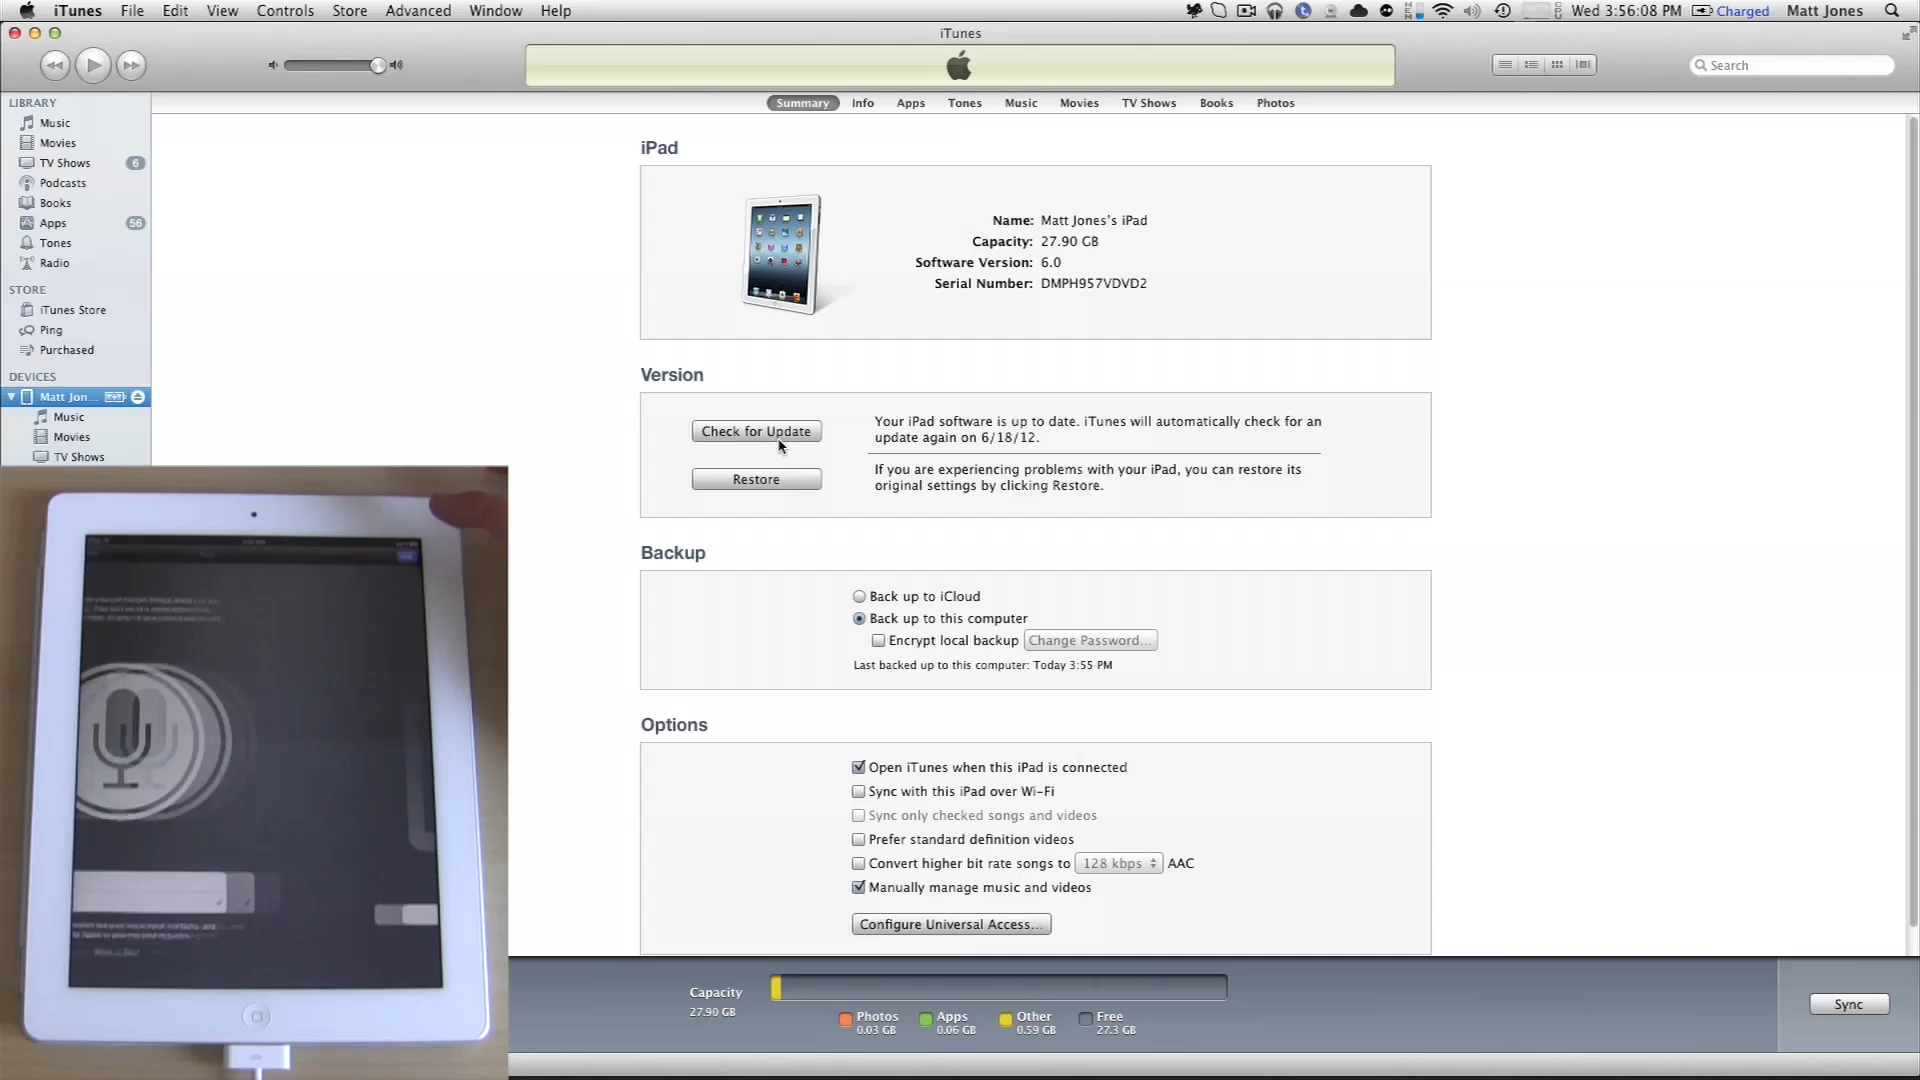 iTunes File Edit View Controls Store Advanced Window Help
Wed 3:56:08 PM Charged Matt Jones
iTunes
Search
Summary Info Apps Tones Music Movies TV Shows Books Photos
LIBRARY
Music
Movies
TV Shows 6
Podcasts
Books
Apps 56
Tones
Radio
STORE
iTunes Store
Ping
Purchased
DEVICES
Matt Jon...
Music
Movies
TV Shows
iPad
Name: Matt Jones's iPad
Capacity: 27.90 GB
Software Version: 6.0
Serial Number: DMPH957VDVD2
Version
Check for Update
Your iPad software is up to date. iTunes will automatically check for an
update again on 6/18/12.
Restore
If you are experiencing problems with your iPad, you can restore its
original settings by clicking Restore.
Backup
Back up to iCloud
Back up to this computer
Encrypt local backup Change Password...
Last backed up to this computer: Today 3:55 PM
Options
Open iTunes when this iPad is connected
Sync with this iPad over Wi-Fi
Sync only checked songs and videos
Prefer standard definition videos
Convert higher bit rate songs to 128 kbps AAC
Manually manage music and videos
Configure Universal Access...
Capacity
27.90 GB
Photos
0.03 GB
Apps
0.06 GB
Other
0.59 GB
Free
27.3 GB
Sync